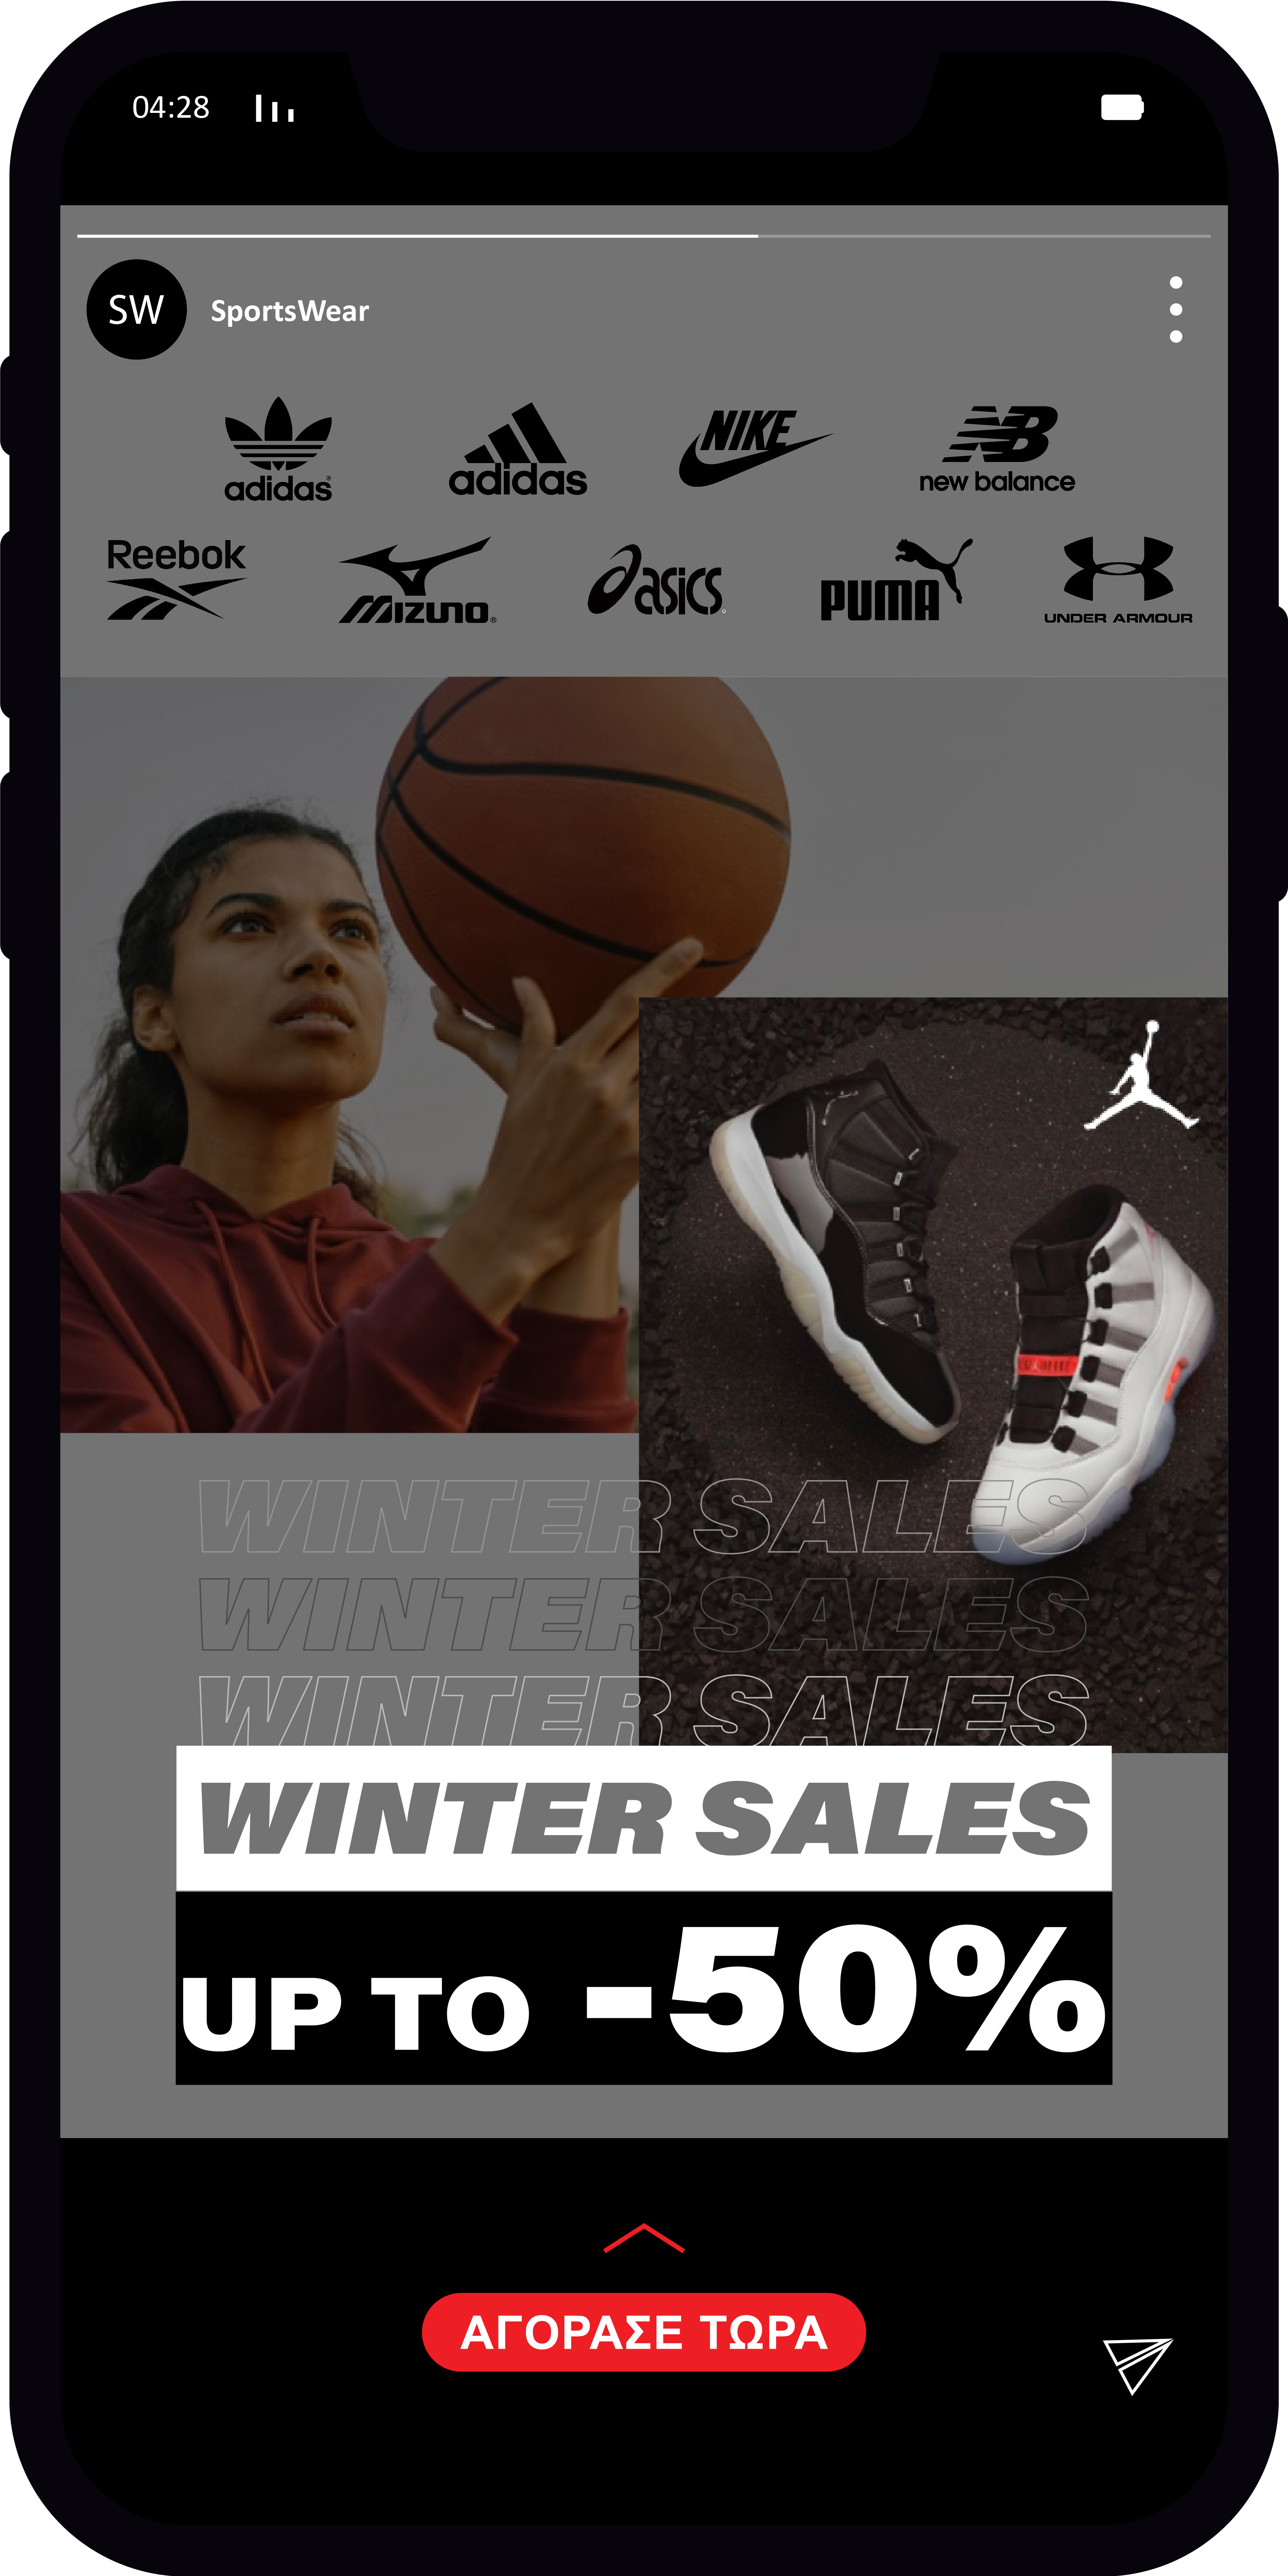 04:28
SW SportsWear
adidas adidas NIKE NB new balance
Reebok Mizuno asics PUMA UNDER ARMOUR
WINTER SALES
WINTER SALES
WINTER SALES
WINTER SALES
UP TO -50%
ΑΓΟΡΑΣΕ ΤΩΡΑ